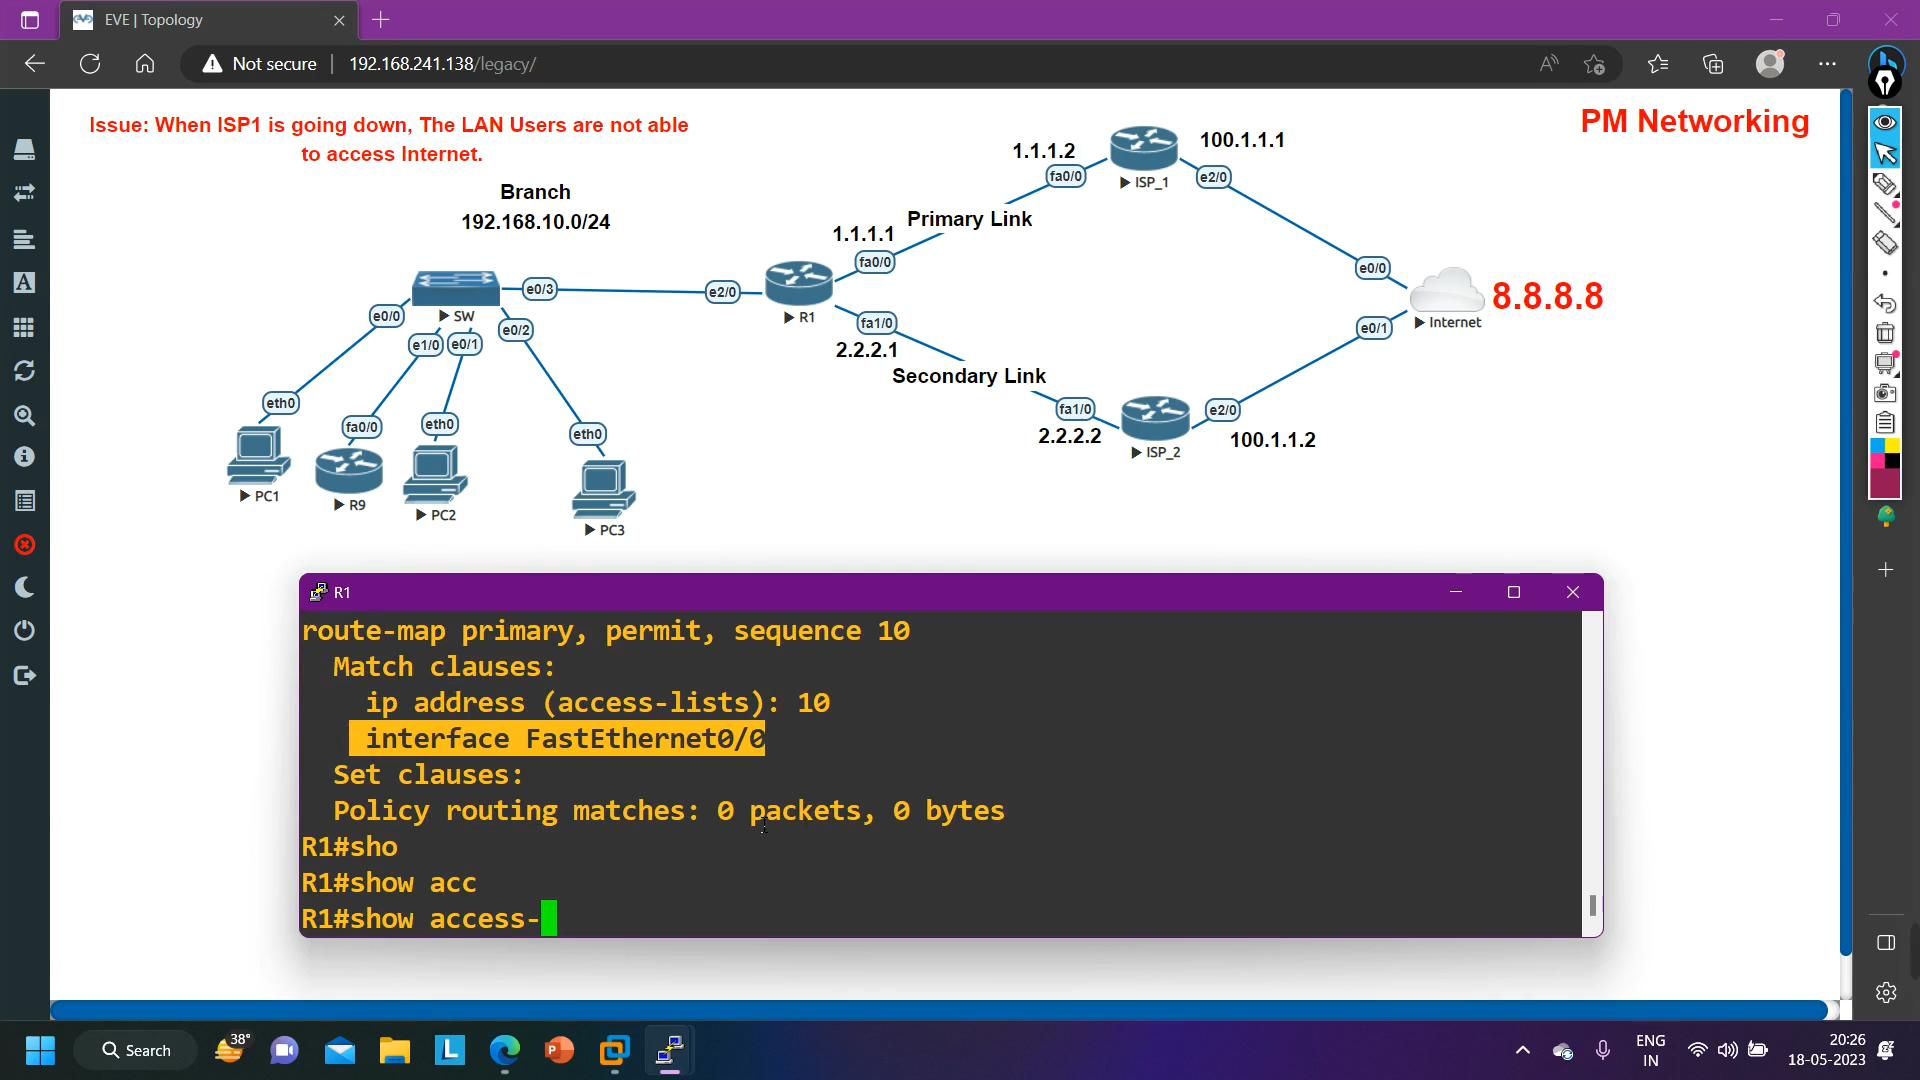 EVE | Topology
Not secure
192.168.241.138/legacy/
Issue: When ISP1 is going down, The LAN Users are not able
to access Internet.
PM Networking
Branch
192.168.10.0/24
1.1.1.2
fa0/0
ISP_1
100.1.1.1
e2/0
Primary Link
1.1.1.1
fa0/0
e0/3
e2/0
R1
SW
e0/0
e1/0
e0/1
e0/2
fa1/0
2.2.2.1
Secondary Link
e0/0
8.8.8.8
Internet
e0/1
fa1/0
2.2.2.2
ISP_2
e2/0
100.1.1.2
eth0
fa0/0
eth0
eth0
PC1
R9
PC2
PC3
R1
route-map primary, permit, sequence 10
Match clauses:
ip address (access-lists): 10
interface FastEthernet0/0
Set clauses:
Policy routing matches: 0 packets, 0 bytes
R1#sho
R1#show acc
R1#show access-
Search
38°
ENG
IN
20:26
18-05-2023